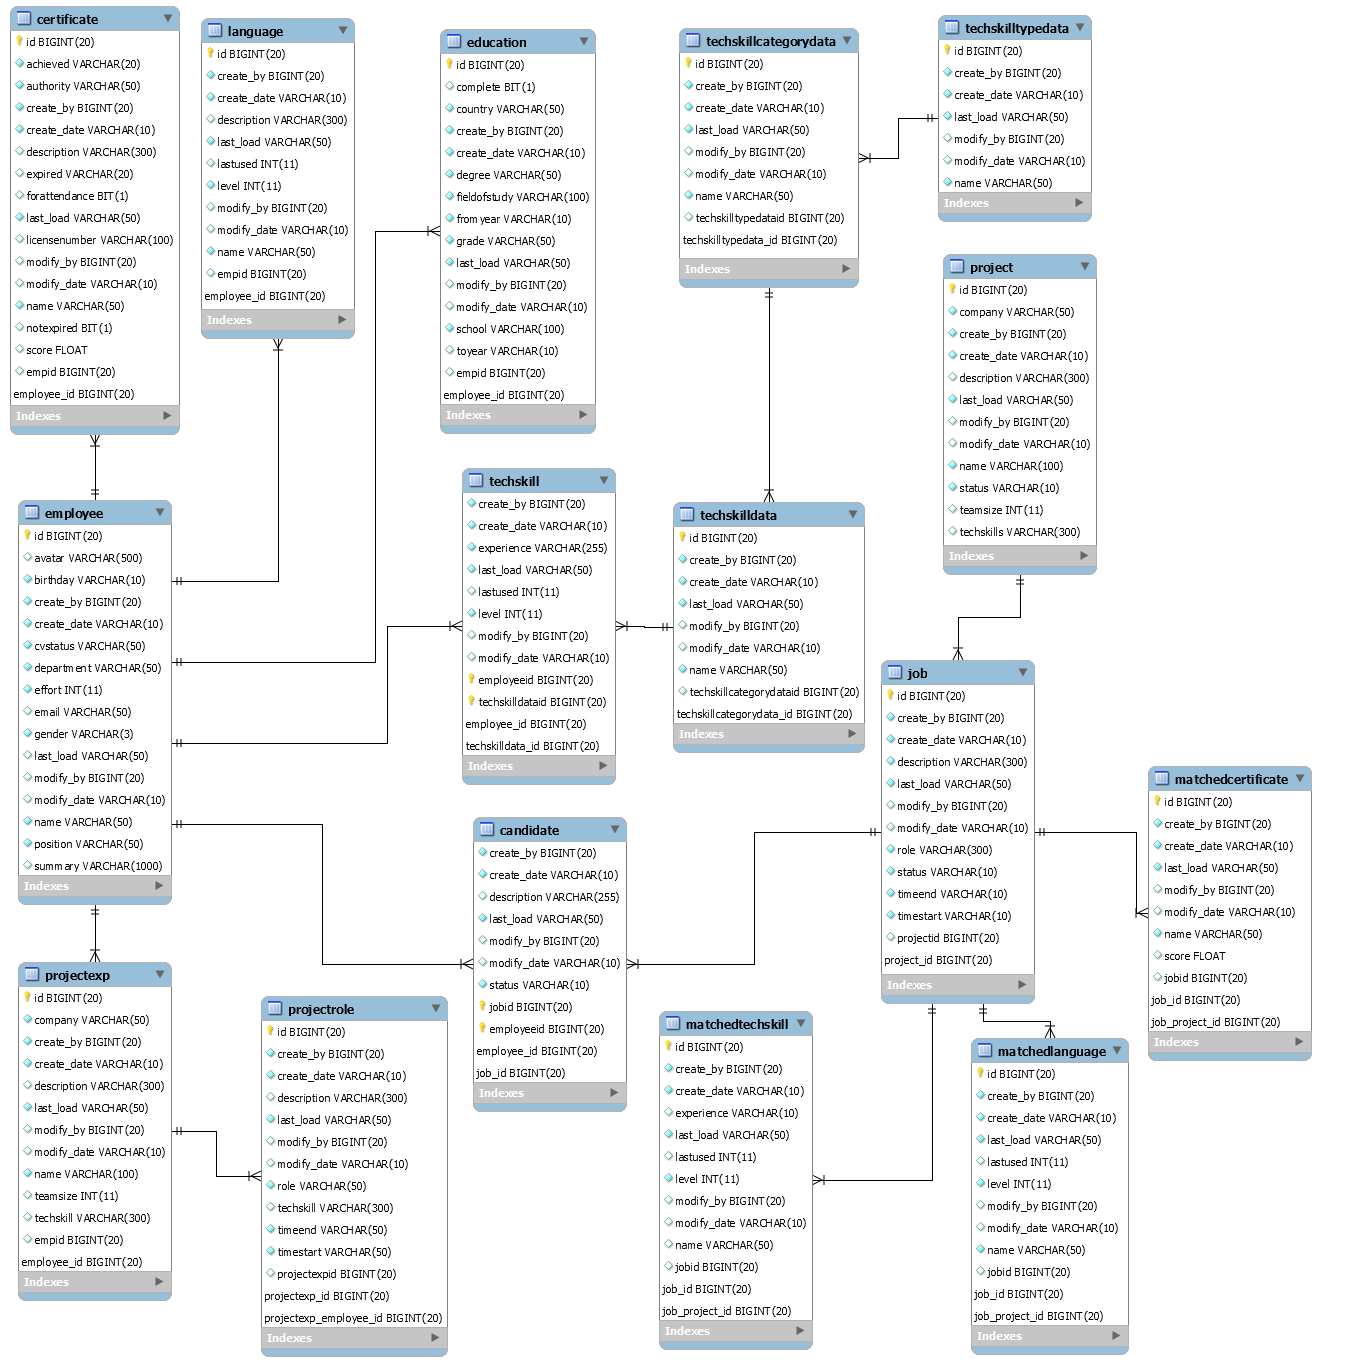 certificate
id BIGINT(20)
achieved VARCHAR(20)
authority VARCHAR(50)
create_by BIGINT(20)
create_date VARCHAR(10)
description VARCHAR(300)
expired VARCHAR(20)
forattendance BIT(1)
last_load VARCHAR(50)
licensenumber VARCHAR(100)
modify_by BIGINT(20)
modify_date VARCHAR(10)
name VARCHAR(50)
notexpired BIT(1)
score FLOAT
empid BIGINT(20)
employee_id BIGINT(20)
Indexes
language
id BIGINT(20)
create_by BIGINT(20)
create_date VARCHAR(10)
description VARCHAR(300)
last_load VARCHAR(50)
lastused INT(11)
level INT(11)
modify_by BIGINT(20)
modify_date VARCHAR(10)
name VARCHAR(50)
empid BIGINT(20)
employee_id BIGINT(20)
Indexes
education
id BIGINT(20)
complete BIT(1)
country VARCHAR(50)
create_by BIGINT(20)
create_date VARCHAR(10)
degree VARCHAR(50)
fieldofstudy VARCHAR(100)
fromyear VARCHAR(10)
grade VARCHAR(50)
last_load VARCHAR(50)
modify_by BIGINT(20)
modify_date VARCHAR(10)
school VARCHAR(100)
toyear VARCHAR(10)
empid BIGINT(20)
employee_id BIGINT(20)
Indexes
techskillcategorydata
id BIGINT(20)
create_by BIGINT(20)
create_date VARCHAR(10)
last_load VARCHAR(50)
modify_by BIGINT(20)
modify_date VARCHAR(10)
name VARCHAR(50)
techskilltypedataid BIGINT(20)
techskilltypedata_id BIGINT(20)
Indexes
techskilltypedata
id BIGINT(20)
create_by BIGINT(20)
create_date VARCHAR(10)
last_load VARCHAR(50)
modify_by BIGINT(20)
modify_date VARCHAR(10)
name VARCHAR(50)
Indexes
project
id BIGINT(20)
company VARCHAR(50)
create_by BIGINT(20)
create_date VARCHAR(10)
description VARCHAR(300)
last_load VARCHAR(50)
modify_by BIGINT(20)
modify_date VARCHAR(10)
name VARCHAR(100)
status VARCHAR(10)
teamsize INT(11)
techskills VARCHAR(300)
Indexes
employee
id BIGINT(20)
avatar VARCHAR(500)
birthday VARCHAR(10)
create_by BIGINT(20)
create_date VARCHAR(10)
cvstatus VARCHAR(50)
department VARCHAR(50)
effort INT(11)
email VARCHAR(50)
gender VARCHAR(3)
last_load VARCHAR(50)
modify_by BIGINT(20)
modify_date VARCHAR(10)
name VARCHAR(50)
position VARCHAR(50)
summary VARCHAR(1000)
Indexes
techskill
create_by BIGINT(20)
create_date VARCHAR(10)
experience VARCHAR(255)
last_load VARCHAR(50)
lastused INT(11)
level INT(11)
modify_by BIGINT(20)
modify_date VARCHAR(10)
employeeid BIGINT(20)
techskilldataid BIGINT(20)
employee_id BIGINT(20)
techskilldata_id BIGINT(20)
Indexes
techskilldata
id BIGINT(20)
create_by BIGINT(20)
create_date VARCHAR(10)
last_load VARCHAR(50)
modify_by BIGINT(20)
modify_date VARCHAR(10)
name VARCHAR(50)
techskillcategorydataid BIGINT(20)
techskillcategorydata_id BIGINT(20)
Indexes
job
id BIGINT(20)
create_by BIGINT(20)
create_date VARCHAR(10)
description VARCHAR(300)
last_load VARCHAR(50)
modify_by BIGINT(20)
modify_date VARCHAR(10)
role VARCHAR(300)
status VARCHAR(10)
timeend VARCHAR(10)
timestart VARCHAR(10)
projectid BIGINT(20)
project_id BIGINT(20)
Indexes
matchedcertificate
id BIGINT(20)
create_by BIGINT(20)
create_date VARCHAR(10)
last_load VARCHAR(50)
modify_by BIGINT(20)
modify_date VARCHAR(10)
name VARCHAR(50)
score FLOAT
jobid BIGINT(20)
job_id BIGINT(20)
job_project_id BIGINT(20)
Indexes
candidate
create_by BIGINT(20)
create_date VARCHAR(10)
description VARCHAR(255)
last_load VARCHAR(50)
modify_by BIGINT(20)
modify_date VARCHAR(10)
status VARCHAR(10)
jobid BIGINT(20)
employeeid BIGINT(20)
employee_id BIGINT(20)
job_id BIGINT(20)
Indexes
projectexp
id BIGINT(20)
company VARCHAR(50)
create_by BIGINT(20)
create_date VARCHAR(10)
description VARCHAR(300)
last_load VARCHAR(50)
modify_by BIGINT(20)
modify_date VARCHAR(10)
name VARCHAR(100)
teamsize INT(11)
techskill VARCHAR(300)
empid BIGINT(20)
employee_id BIGINT(20)
Indexes
projectrole
id BIGINT(20)
create_by BIGINT(20)
create_date VARCHAR(10)
description VARCHAR(300)
last_load VARCHAR(50)
modify_by BIGINT(20)
modify_date VARCHAR(10)
role VARCHAR(50)
techskill VARCHAR(300)
timeend VARCHAR(50)
timestart VARCHAR(50)
projectexpid BIGINT(20)
projectexp_id BIGINT(20)
projectexp_employee_id BIGINT(20)
Indexes
matchedtechskill
id BIGINT(20)
create_by BIGINT(20)
create_date VARCHAR(10)
experience VARCHAR(10)
last_load VARCHAR(50)
lastused INT(11)
level INT(11)
modify_by BIGINT(20)
modify_date VARCHAR(10)
name VARCHAR(50)
jobid BIGINT(20)
job_id BIGINT(20)
job_project_id BIGINT(20)
Indexes
matchedlanguage
id BIGINT(20)
create_by BIGINT(20)
create_date VARCHAR(10)
last_load VARCHAR(50)
lastused INT(11)
level INT(11)
modify_by BIGINT(20)
modify_date VARCHAR(10)
name VARCHAR(50)
jobid BIGINT(20)
job_id BIGINT(20)
job_project_id BIGINT(20)
Indexes